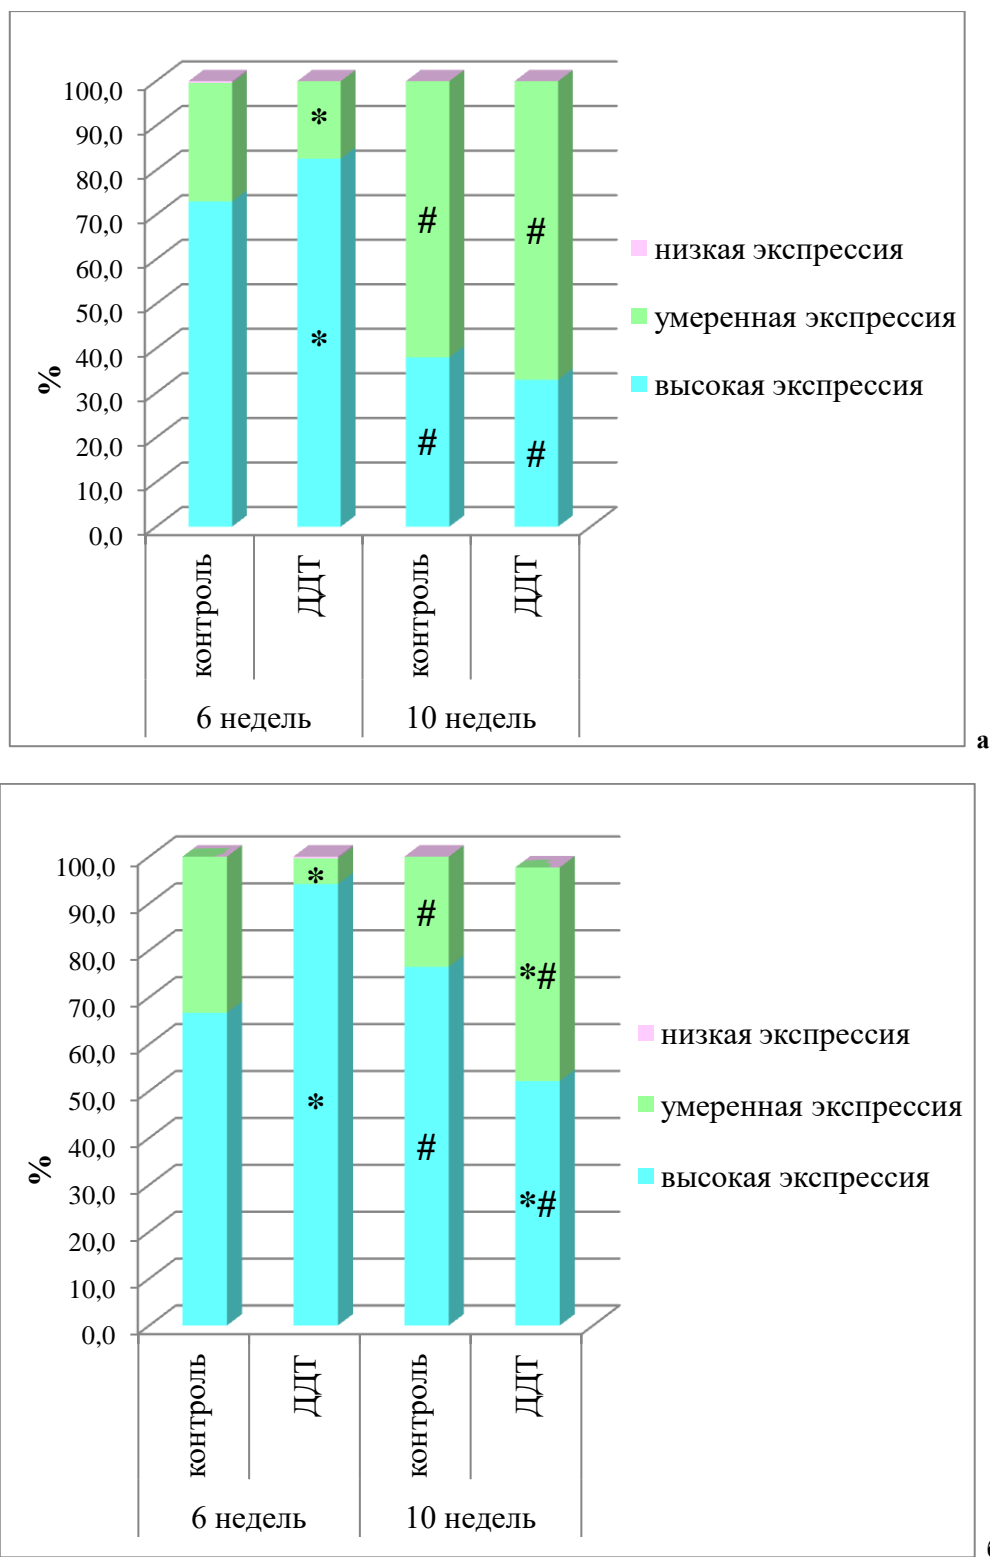 100,0
90,0
80,0
70,0
60,0
50,0
40,0
30,0
20,0
10,0
0,0
%
*
*
#
#
#
#
низкая экспрессия
умеренная экспрессия
высокая экспрессия
контроль
ДДТ
контроль
ДДТ
6 недель
10 недель
а
100,0
90,0
80,0
70,0
60,0
50,0
40,0
30,0
20,0
10,0
0,0
%
*
*
#
#
*#
*#
низкая экспрессия
умеренная экспрессия
высокая экспрессия
контроль
ДДТ
контроль
ДДТ
6 недель
10 недель